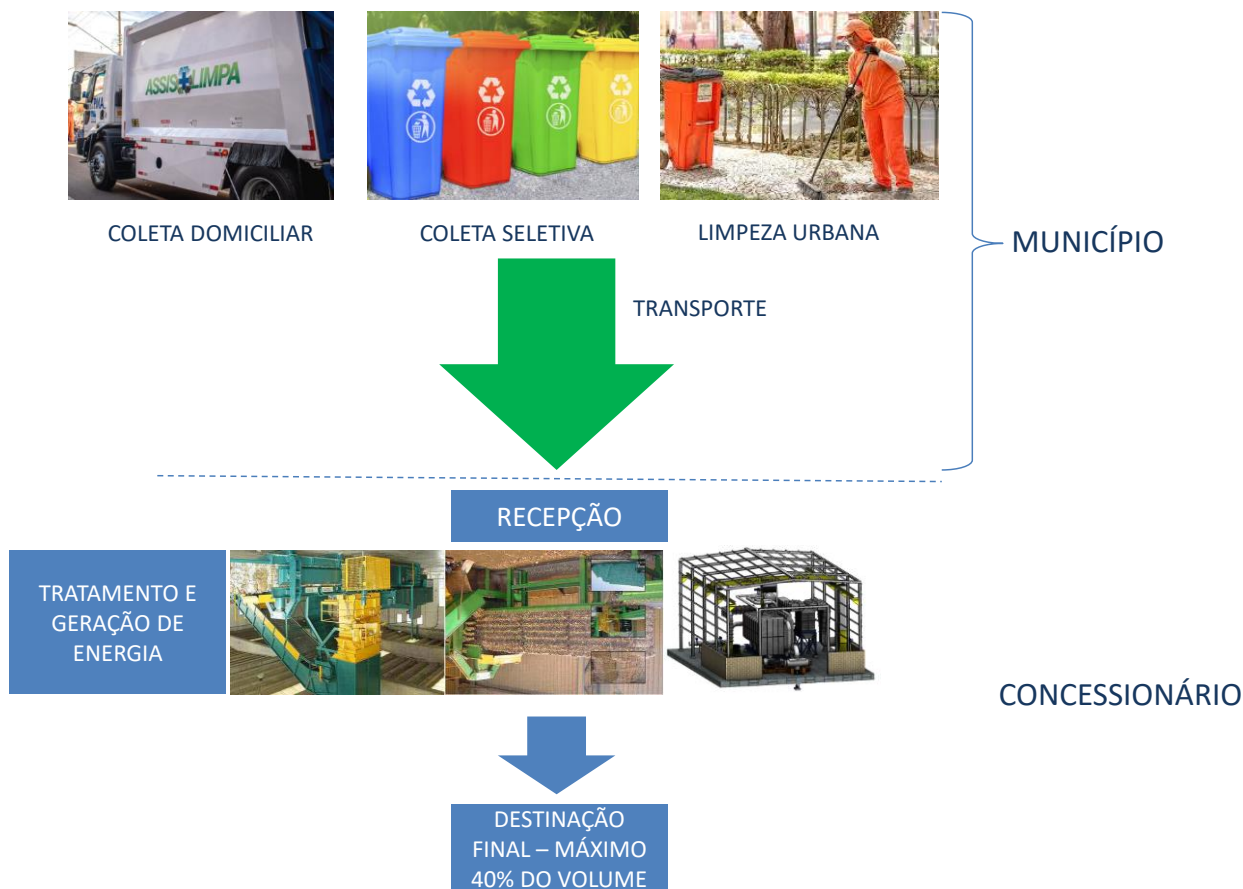 ASSIS LIMPA
COLETA DOMICILIAR
COLETA SELETIVA
LIMPEZA URBANA
MUNICÍPIO
TRANSPORTE
RECEPÇÃO
TRATAMENTO E
GERAÇÃO DE
ENERGIA
CONCESSIONÁRIO
DESTINAÇÃO
FINAL – MÁXIMO
40% DO VOLUME